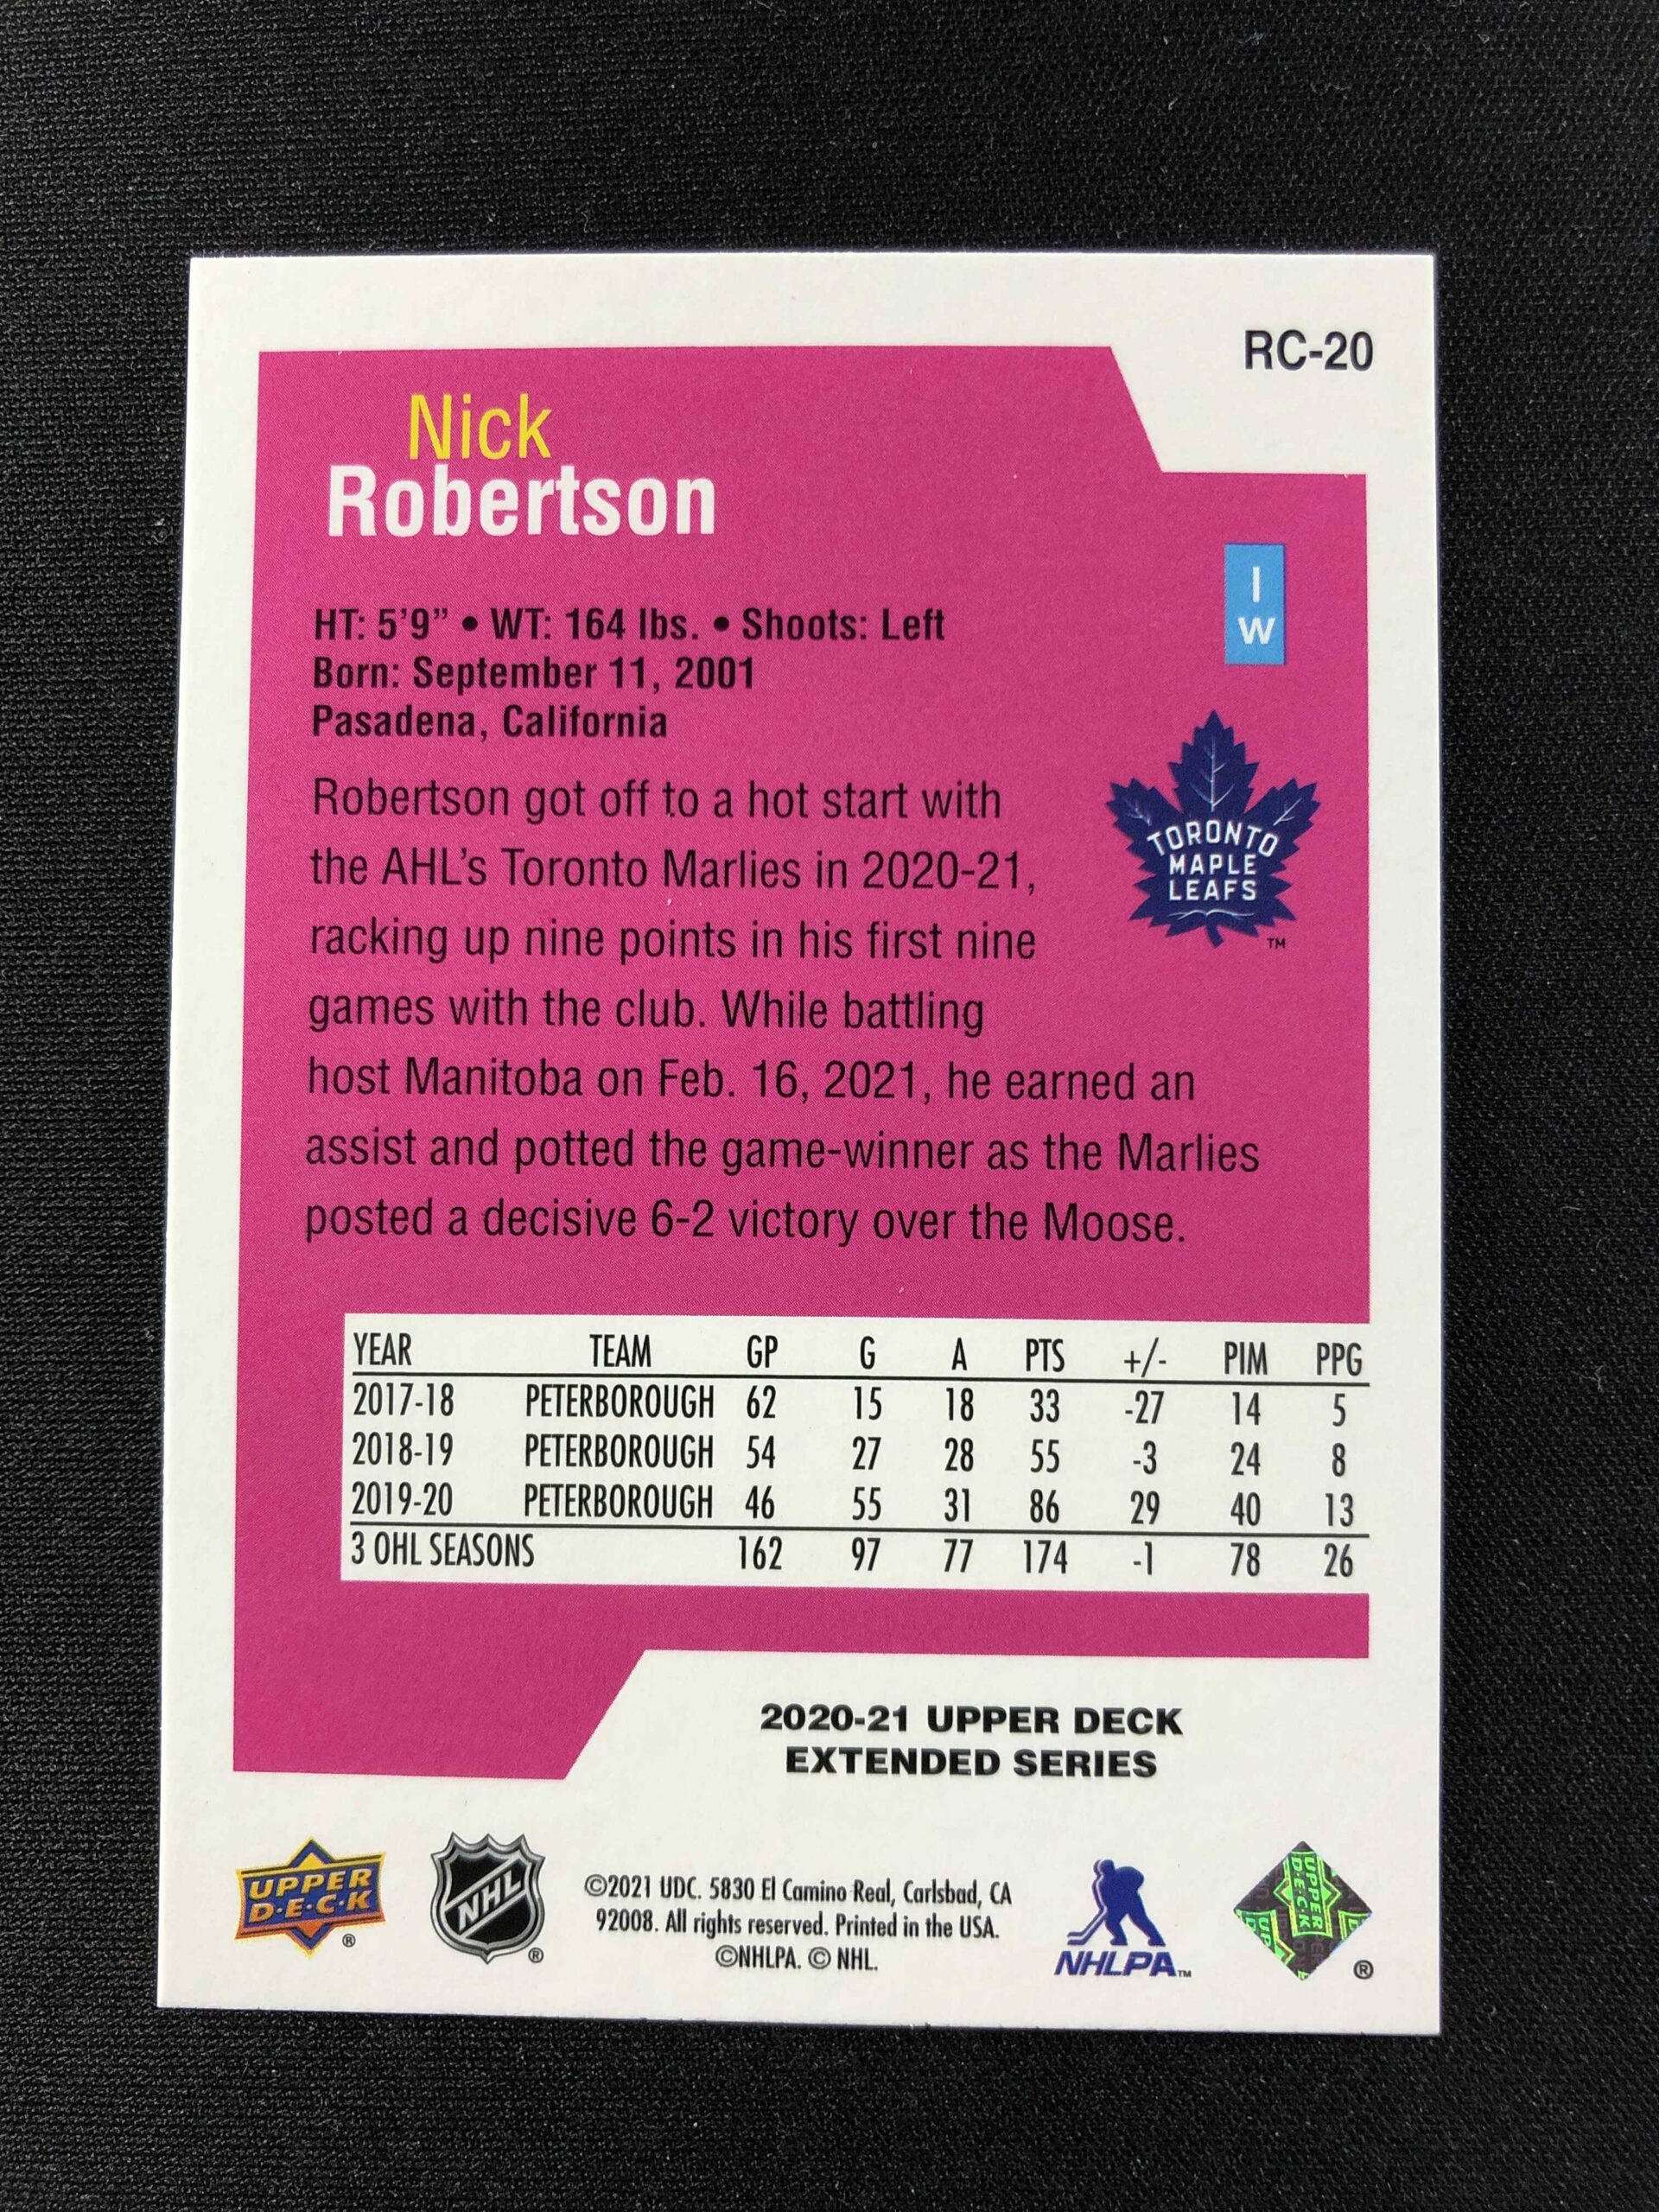 RC-20
Nick
Robertson
I
W
HT: 5'9" • WT: 164 lbs. • Shoots: Left
Born: September 11, 2001
Pasadena, California
TORONTO
MAPLE
LEAFS
TM
Robertson got off to a hot start with
the AHL's Toronto Marlies in 2020-21,
racking up nine points in his first nine
games with the club. While battling
host Manitoba on Feb. 16, 2021, he earned an
assist and potted the game-winner as the Marlies
posted a decisive 6-2 victory over the Moose.
YEAR TEAM GP G A PTS +/- PIM PPG
2017-18 PETERBOROUGH 62 15 18 33 -27 14 5
2018-19 PETERBOROUGH 54 27 28 55 -3 24 8
2019-20 PETERBOROUGH 46 55 31 86 29 40 13
3 OHL SEASONS 162 97 77 174 -1 78 26
2020-21 UPPER DECK
EXTENDED SERIES
UPPER
D·E·C·K
®
NHL
®
©2021 UDC. 5830 El Camino Real, Carlsbad, CA
92008. All rights reserved. Printed in the USA.
©NHLPA. © NHL.
NHLPA™
UPPER
D·E·C·K
®